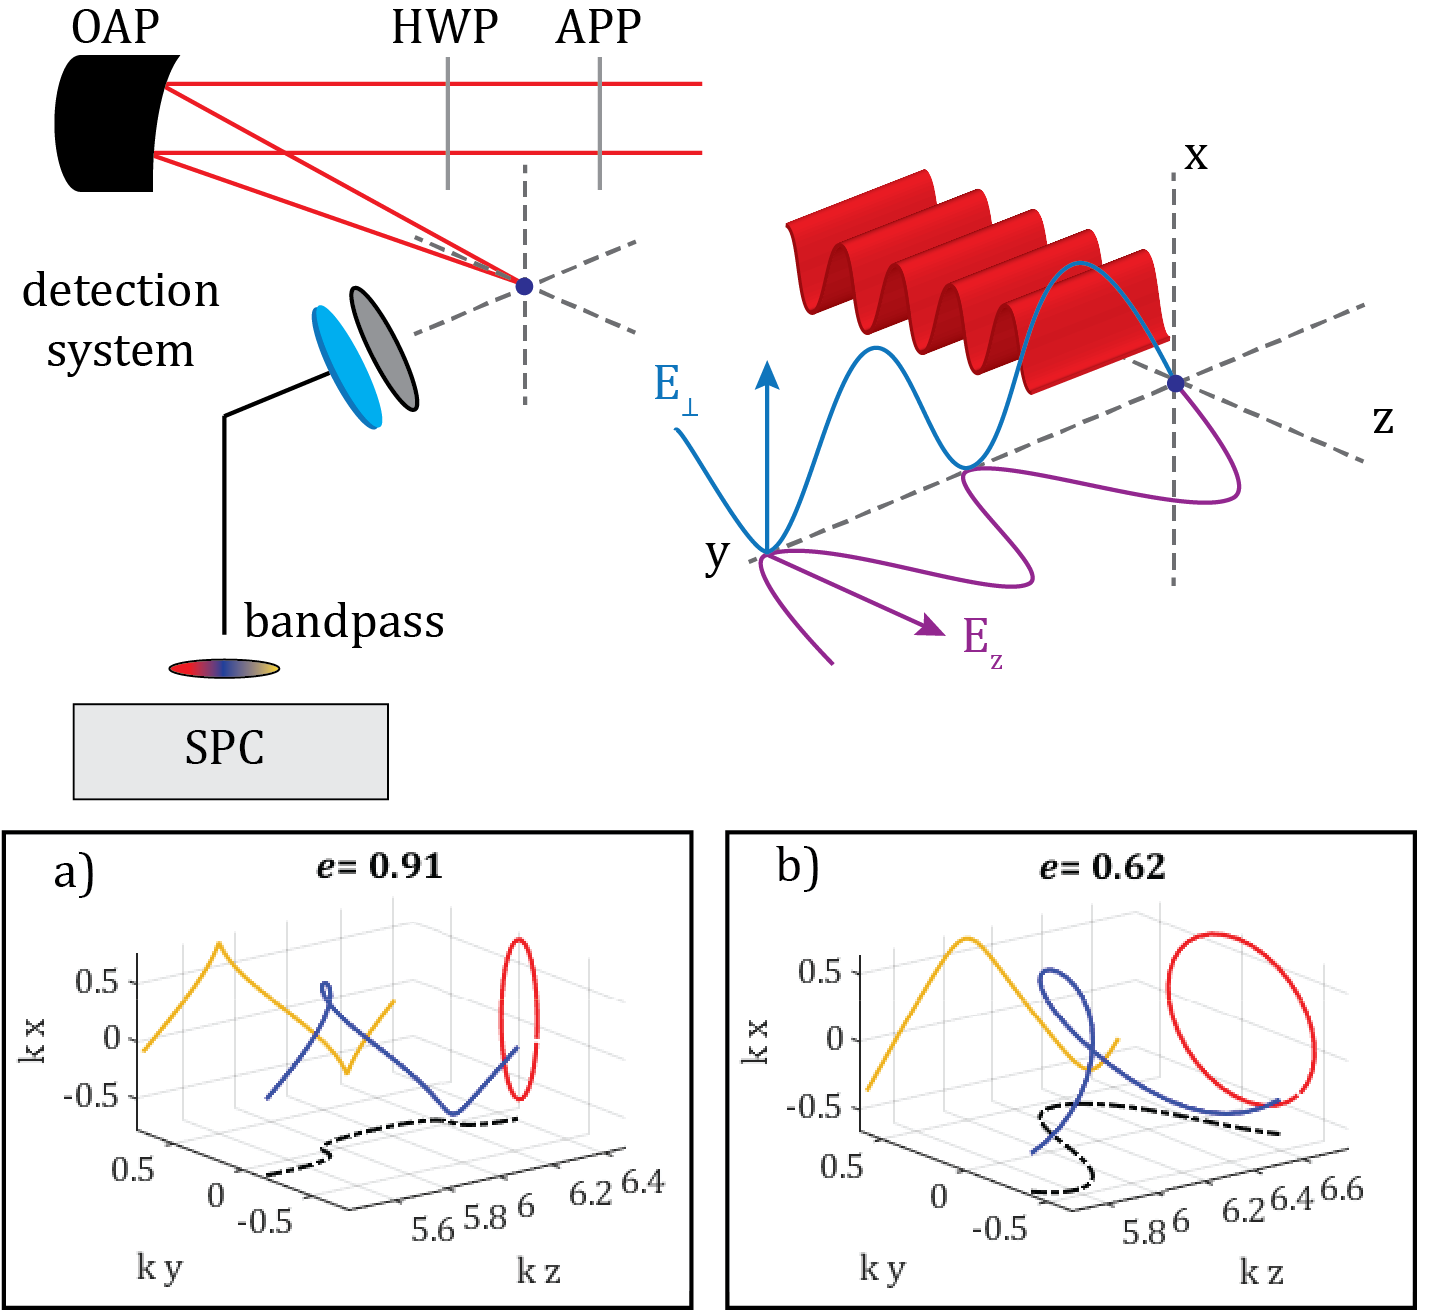 OAP
HWP
APP
detection
system
bandpass
SPC
x
E⊥
z
y
E_z
a)
e= 0.91
0.5
0
-0.5
k x
0.5
0
-0.5
k y
5.6 5.8 6 6.2 6.4
k z
b)
e= 0.62
0.5
0
-0.5
k x
0.5
0
-0.5
k y
5.8 6 6.2 6.4 6.6
k z